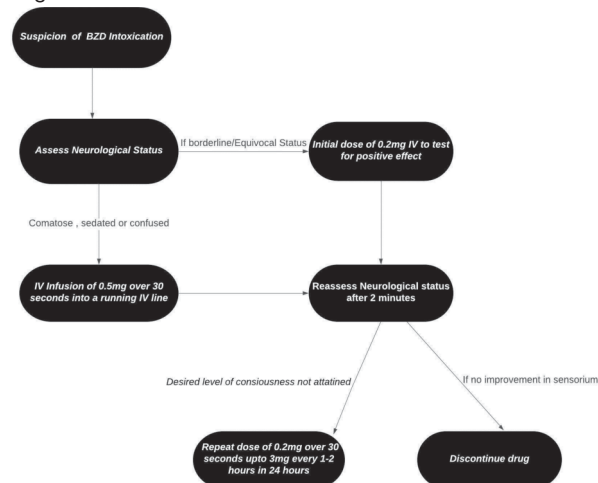 Suspicion of BZD Intoxication
Assess Neurological Status
If borderline/Equivocal Status
Initial dose of 0.2mg IV to test
for positive effect
Comatose , sedated or confused
IV Infusion of 0.5mg over 30
seconds into a running IV line
Reassess Neurological status
after 2 minutes
Desired level of consiousness not attatined
If no improvement in sensorium
Repeat dose of 0.2mg over 30
seconds upto 3mg every 1-2
hours in 24 hours
Discontinue drug